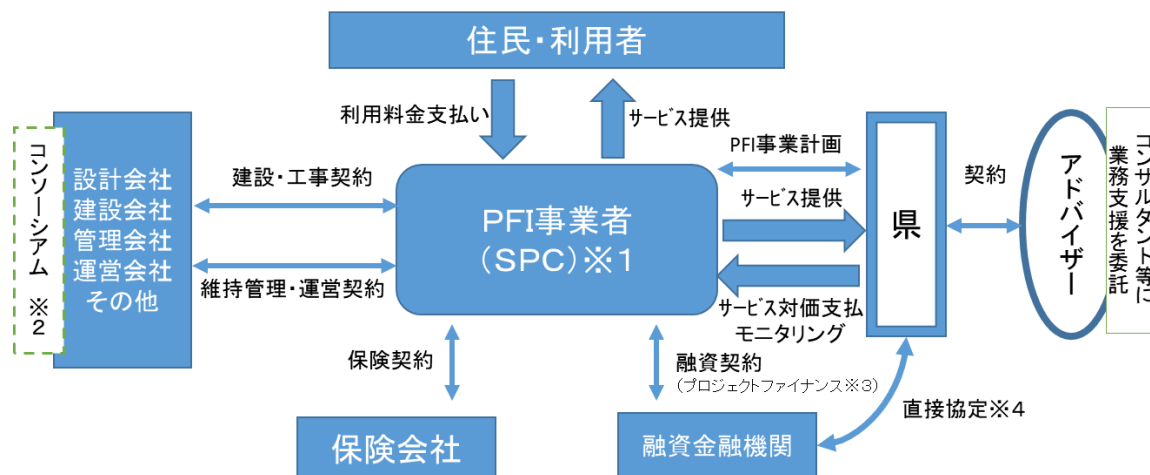 住民・利用者
利用料金支払い
サービス提供
コンソーシアム　※2
設計会社
建設会社
管理会社
運営会社
その他
建設・工事契約
維持管理・運営契約
PFI事業者
(SPC)※1
PFI事業計画
サービス提供
サービス対価支払
モニタリング
県
契約
アドバイザー
コンサルタント等に
業務支援を委託
保険契約
融資契約
(プロジェクトファイナンス※3)
直接協定※4
保険会社
融資金融機関